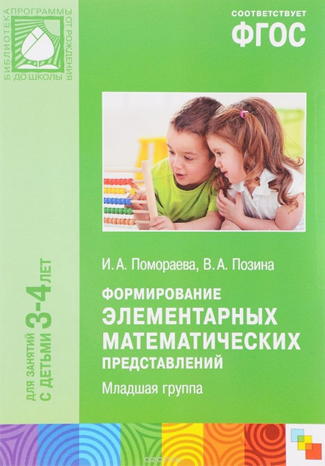 БИБЛИОТЕКА
ПРОГРАММЫ
ОТ РОЖДЕНИЯ
ДО ШКОЛЫ
СООТВЕТСТВУЕТ
ФГОС
И. А. Помораева, В. А. Позина
ФОРМИРОВАНИЕ
ЭЛЕМЕНТАРНЫХ
МАТЕМАТИЧЕСКИХ
ПРЕДСТАВЛЕНИЙ
Младшая группа
ДЛЯ ЗАНЯТИЙ
С ДЕТЬМИ 3-4 ЛЕТ